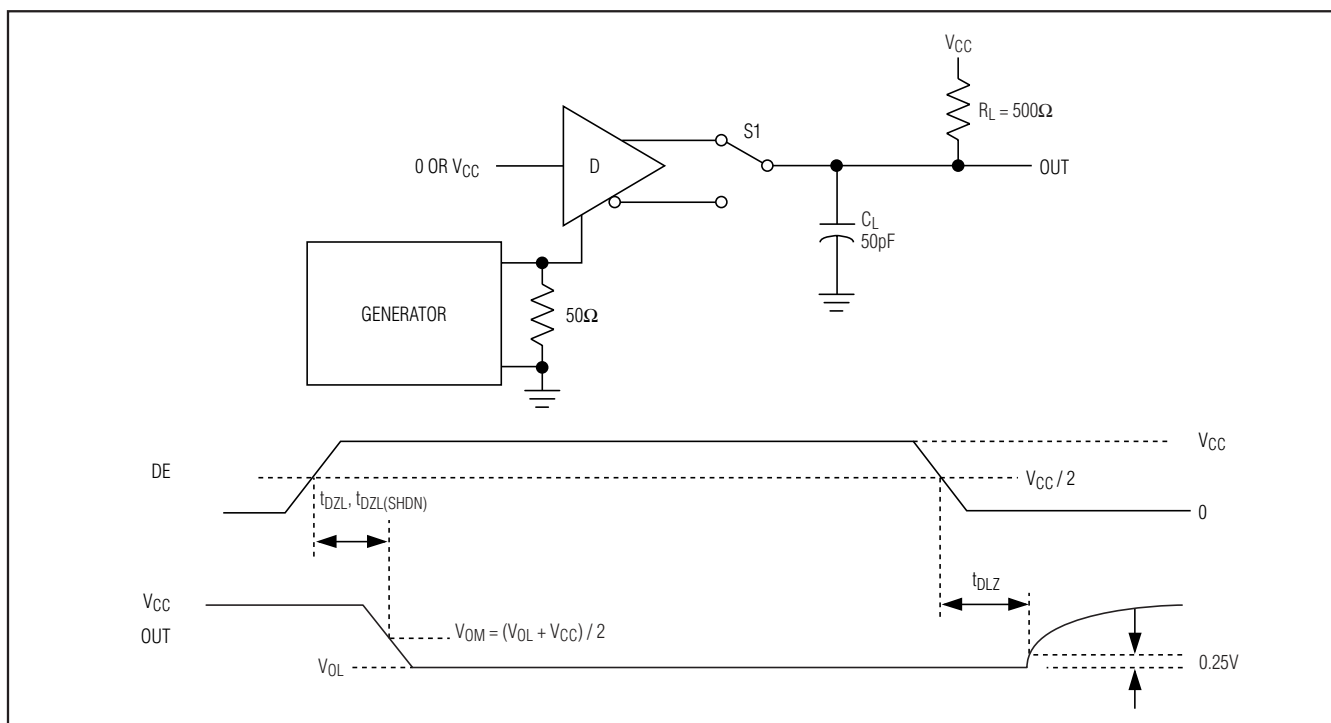 VCC
RL = 500Ω
S1
0 OR VCC
D
OUT
CL
50pF
GENERATOR
50Ω
VCC
DE
VCC / 2
tDZL, tDZL(SHDN)
0
tDLZ
VCC
OUT
VOM = (VOL + VCC) / 2
VOL
0.25V